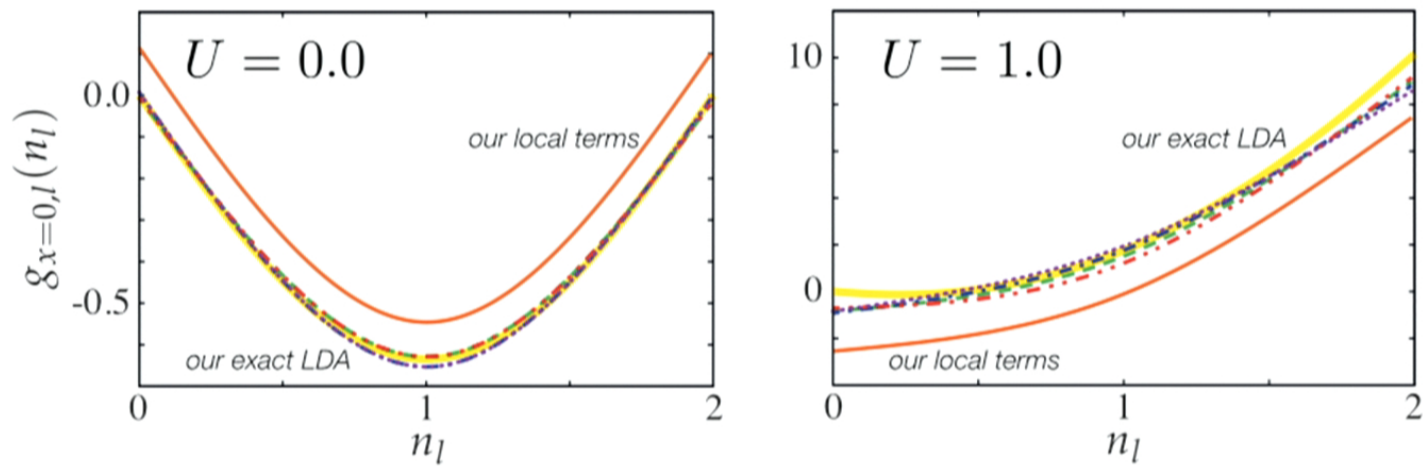 U = 0.0
0.0
our local terms
g_{x=0,l}(n_l)
-0.5
our exact LDA
0 1 2
n_l
U = 1.0
10
our exact LDA
0
our local terms
0 1 2
n_l